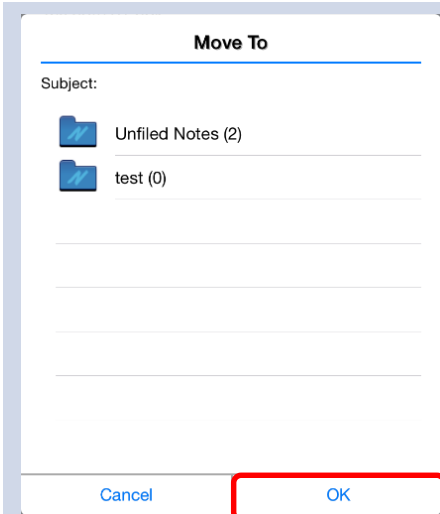 Move To
Subject:
Unfiled Notes (2)
test (0)
Cancel OK